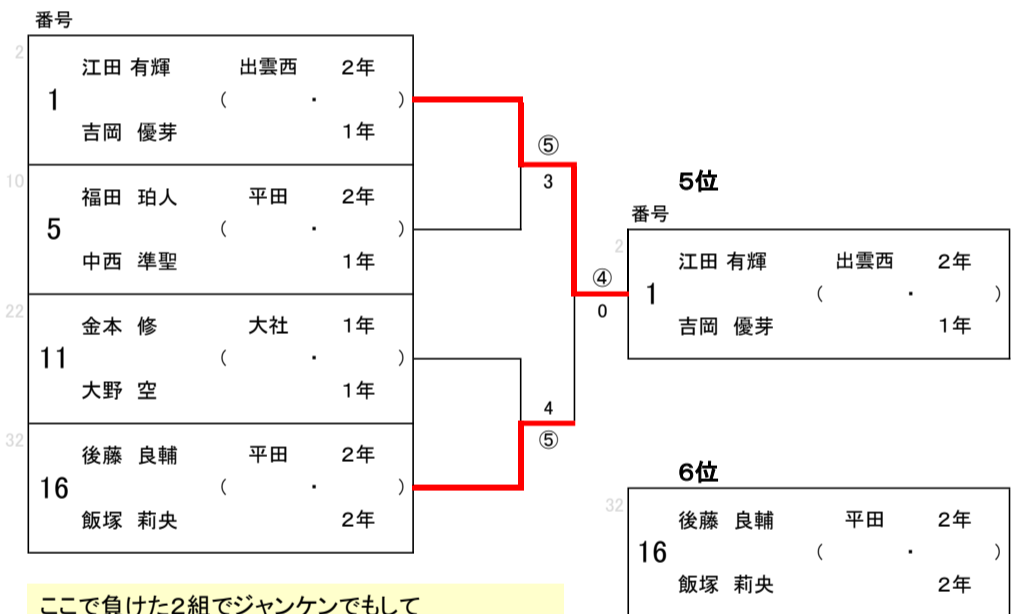 番号
2
江田 有輝 出雲西 2年
1 ( ・ )
吉岡 優芽 1年
10
福田 珀人 平田 2年
5 ( ・ )
中西 準聖 1年
22
金本 修 大社 1年
11 ( ・ )
大野 空 1年
32
後藤 良輔 平田 2年
16 ( ・ )
飯塚 莉央 2年
⑤
3
4
⑤
④
0
5位
番号
2
江田 有輝 出雲西 2年
1 ( ・ )
吉岡 優芽 1年
6位
32
後藤 良輔 平田 2年
16 ( ・ )
飯塚 莉央 2年
ここで負けた2組でジャンケンでもして